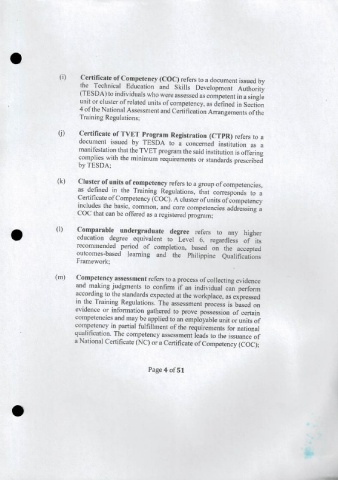 (i) Certificate of Competency (COC) refers to a document issued by
the Technical Education and Skills Development Authority
(TESDA) to individuals who were assessed as competent in a single
unit or cluster of related units of competency, as defined in Section
4 of the National Assessment and Certification Arrangements of the
Training Regulations;
(j) Certificate of TVET Program Registration (CTPR) refers to a
document issued by TESDA to a concerned institution as a
manifestation that the TVET program the said institution is offering
complies with the minimum requirements or standards prescribed
by TESDA;
(k) Cluster of units of competency refers to a group of competencies,
as defined in the Training Regulations, that corresponds to a
Certificate of Competency (COC). A cluster of units of competency
includes the basic, common, and core competencies addressing a
COC that can be offered as a registered program;
(l) Comparable undergraduate degree refers to any higher
education degree equivalent to Level 6, regardless of its
recommended period of completion, based on the accepted
outcomes-based learning and the Philippine Qualifications
Framework;
(m) Competency assessment refers to a process of collecting evidence
and making judgments to confirm if an individual can perform
according to the standards expected at the workplace, as expressed
in the Training Regulations. The assessment process is based on
evidence or information gathered to prove possession of certain
competencies and may be applied to an employable unit or units of
competency in partial fulfillment of the requirements for national
qualification. The competency assessment leads to the issuance of
a National Certificate (NC) or a Certificate of Competency (COC);
Page 4 of 51